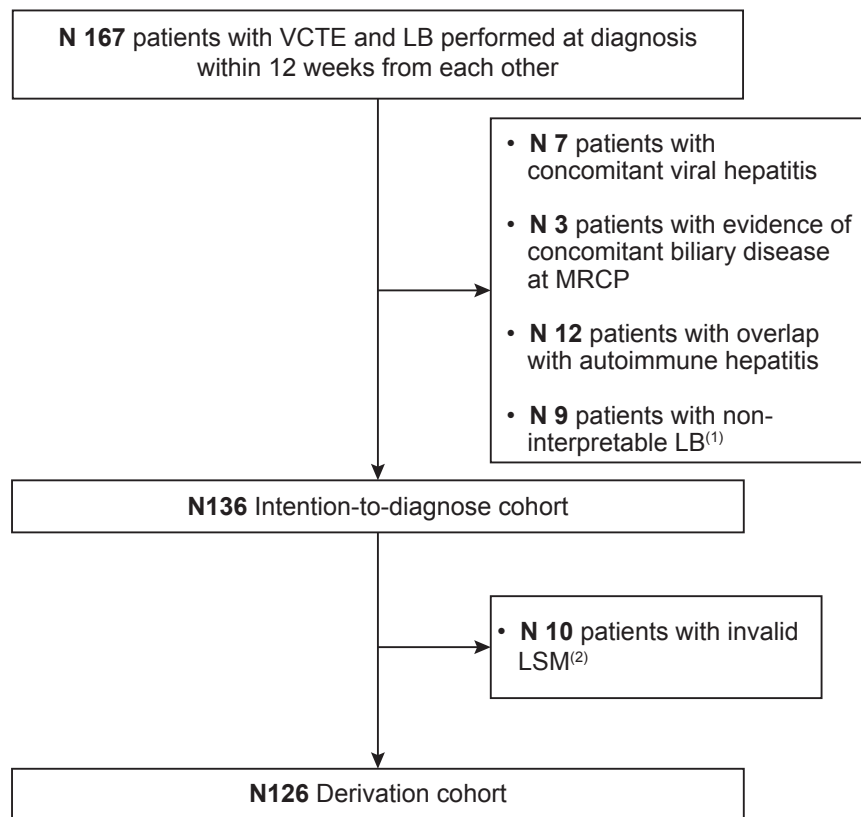 N 167 patients with VCTE and LB performed at diagnosis
within 12 weeks from each other
• N 7 patients with
concomitant viral hepatitis
• N 3 patients with evidence of
concomitant biliary disease
at MRCP
• N 12 patients with overlap
with autoimmune hepatitis
• N 9 patients with non-
interpretable LB(1)
N136 Intention-to-diagnose cohort
• N 10 patients with invalid
LSM(2)
N126 Derivation cohort